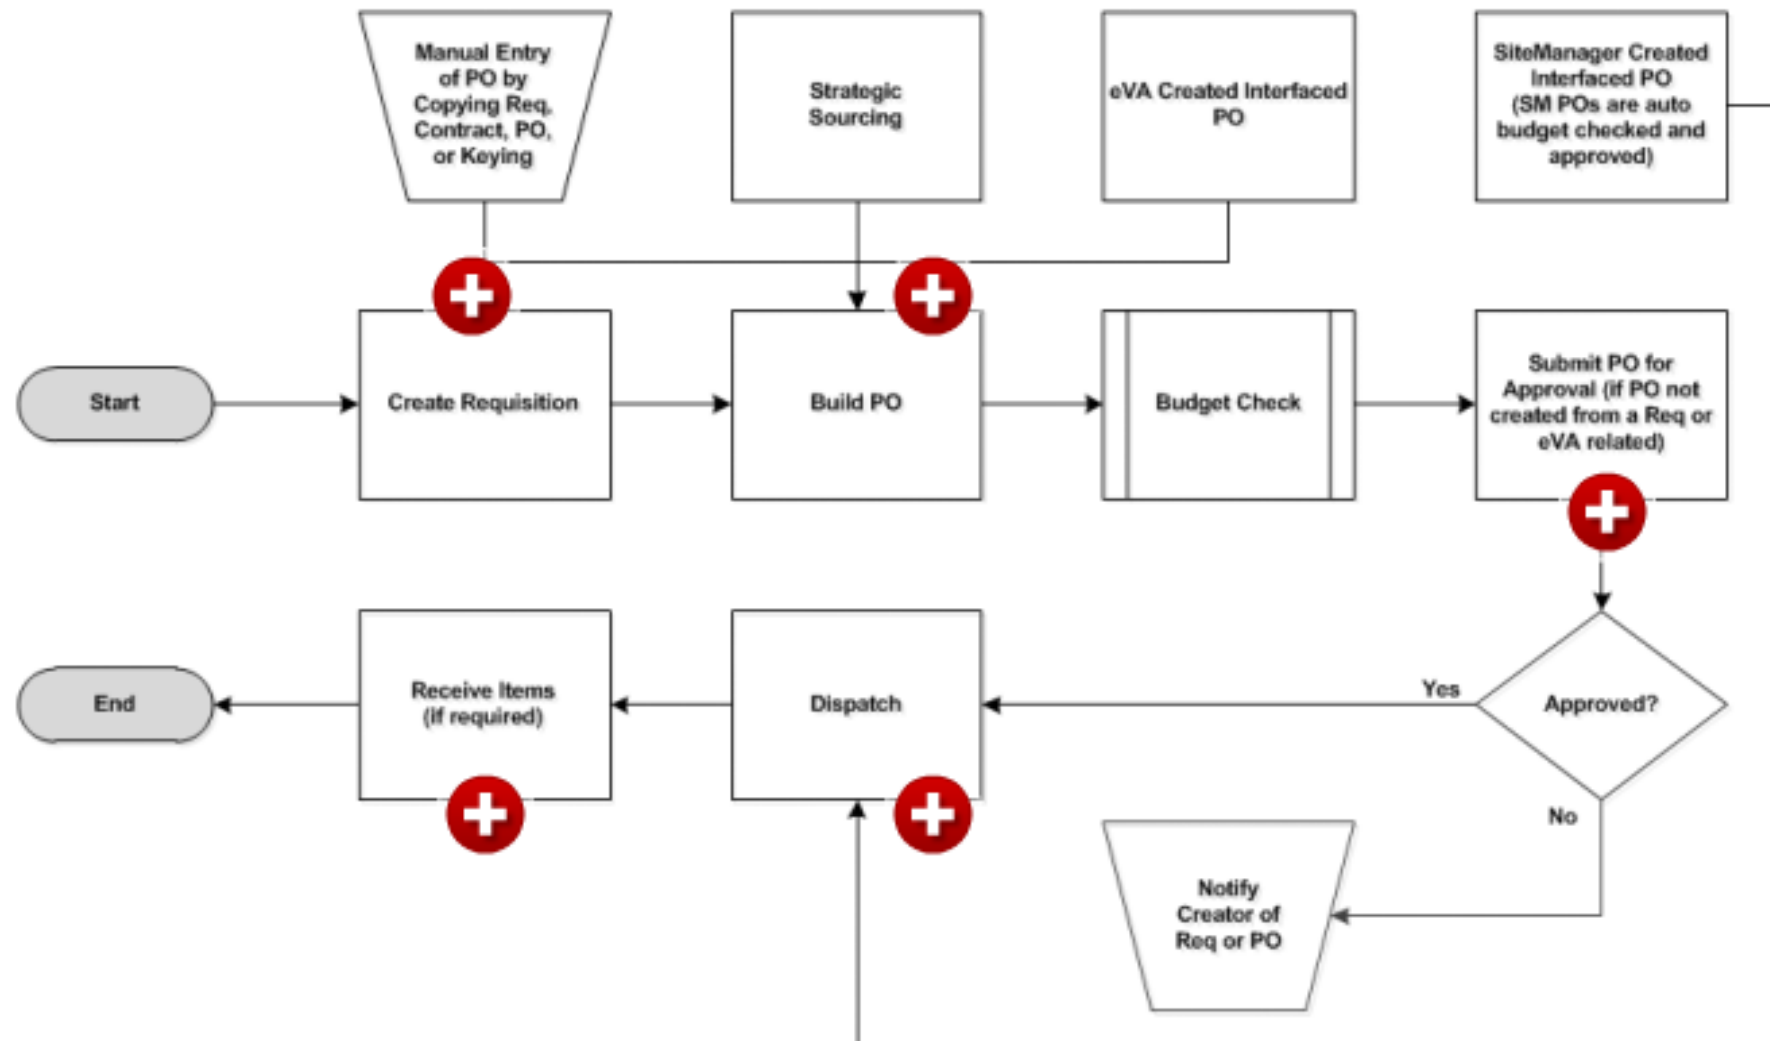 Manual Entry
of PO by
Copying Req,
Contract, PO,
or Keying
Strategic
Sourcing
eVA Created Interfaced
PO
SiteManager Created
Interfaced PO
(SM POs are auto
budget checked and
approved)
Start
Create Requisition
Build PO
Budget Check
Submit PO for
Approval (if PO not
created from a Req or
eVA related)
End
Receive Items
(if required)
Dispatch
Yes
Approved?
No
Notify
Creator of
Req or PO